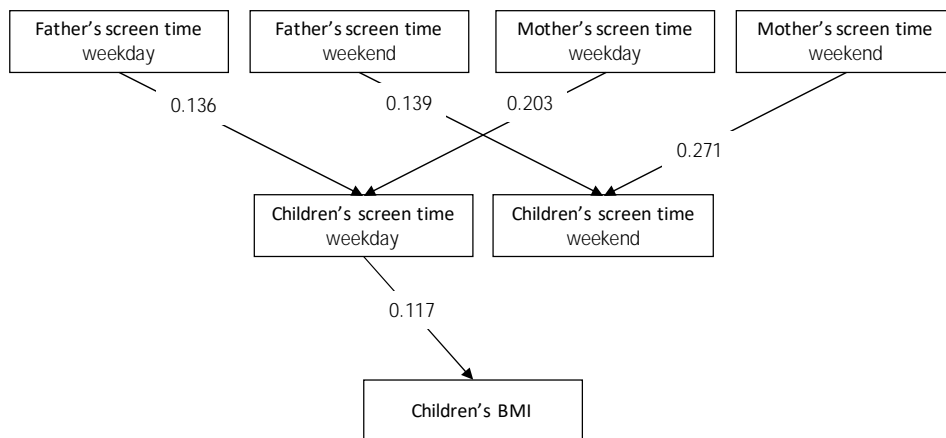 Father’s screen time
weekday
Father’s screen time
weekend
Mother’s screen time
weekday
Mother’s screen time
weekend
0.136
0.139
0.203
0.271
Children’s screen time
weekday
Children’s screen time
weekend
0.117
Children’s BMI